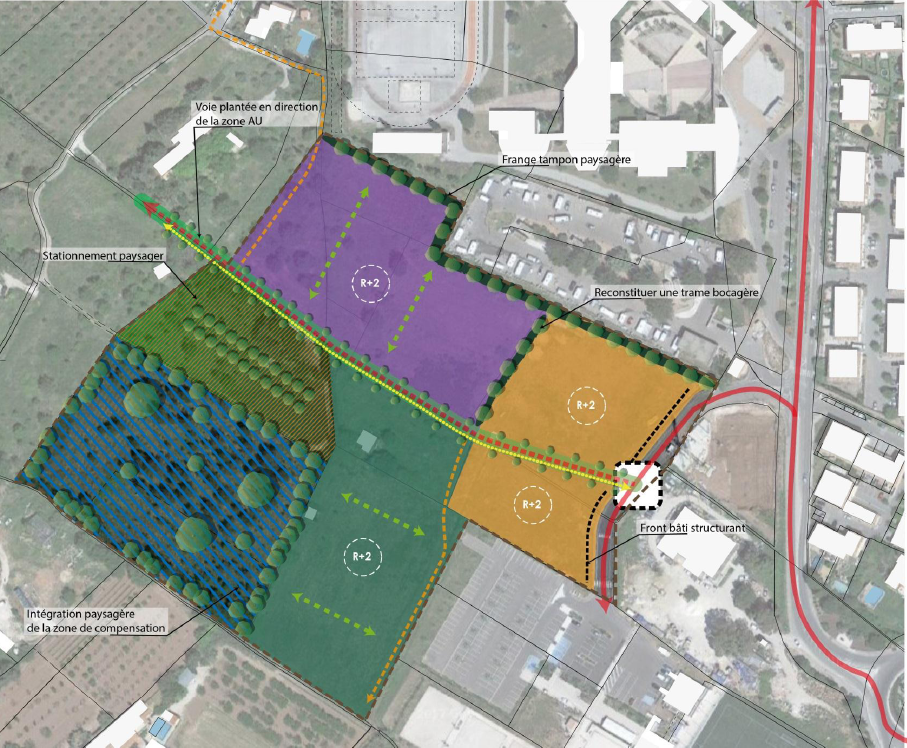 Voie plantée en direction
de la zone AU
Frange tampon paysagère
Stationnement paysager
R+2
Reconstituer une trame bocagère
R+2
R+2
Front bâti structurant
R+2
Intégration paysagère
de la zone de compensation